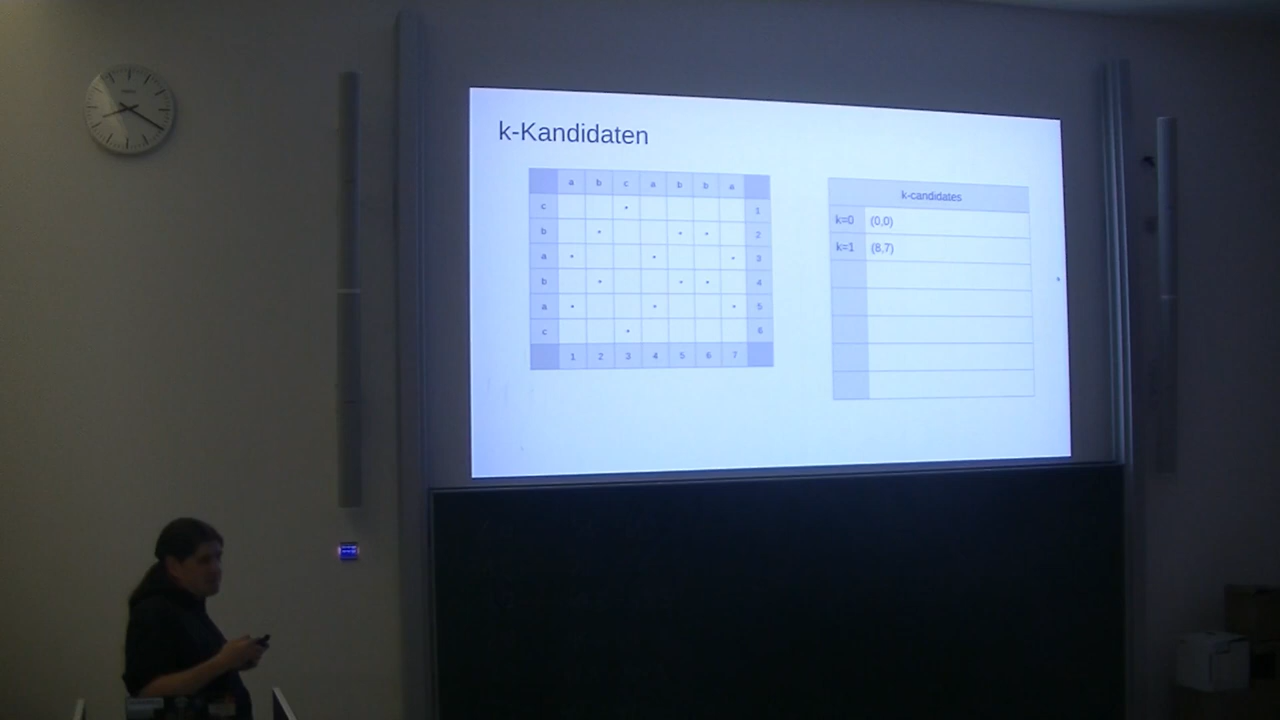 k-Kandidaten
a b c a b b a
c 1
b 2
a 3
b 4
a 5
c 6
1 2 3 4 5 6 7
k-candidates
k=0 (0,0)
k=1 (8,7)